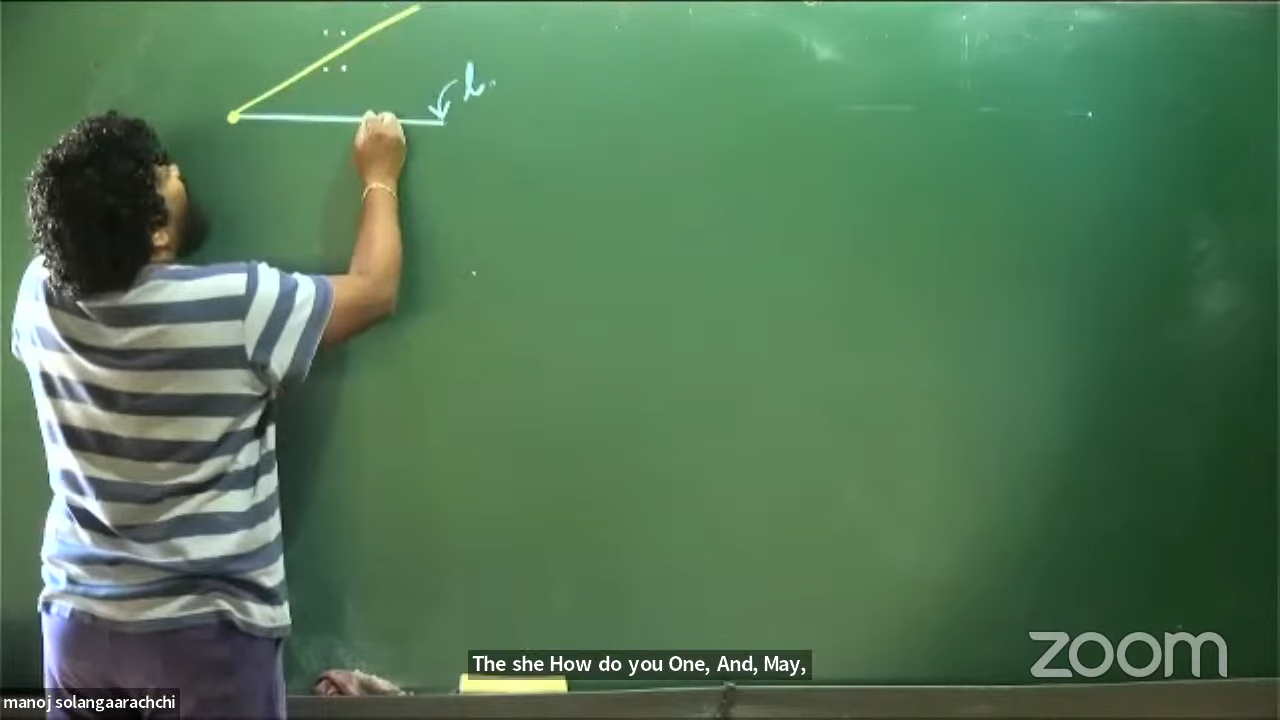 The she How do you One, And, May,
zoom
manoj solangaarachchi